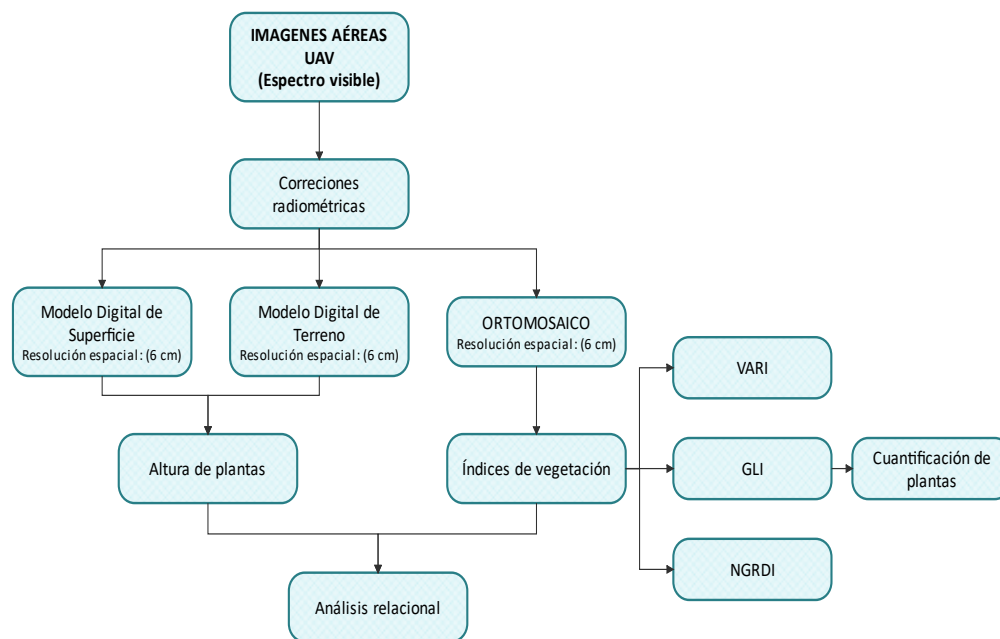 IMAGENES AÉREAS
UAV
(Espectro visible)
Correciones
radiométricas
Modelo Digital de
Superficie
Resolución espacial: (6 cm)
Modelo Digital de
Terreno
Resolución espacial: (6 cm)
ORTOMOSAICO
Resolución espacial: (6 cm)
VARI
Altura de plantas
Índices de vegetación
GLI
Cuantificación de
plantas
NGRDI
Análisis relacional